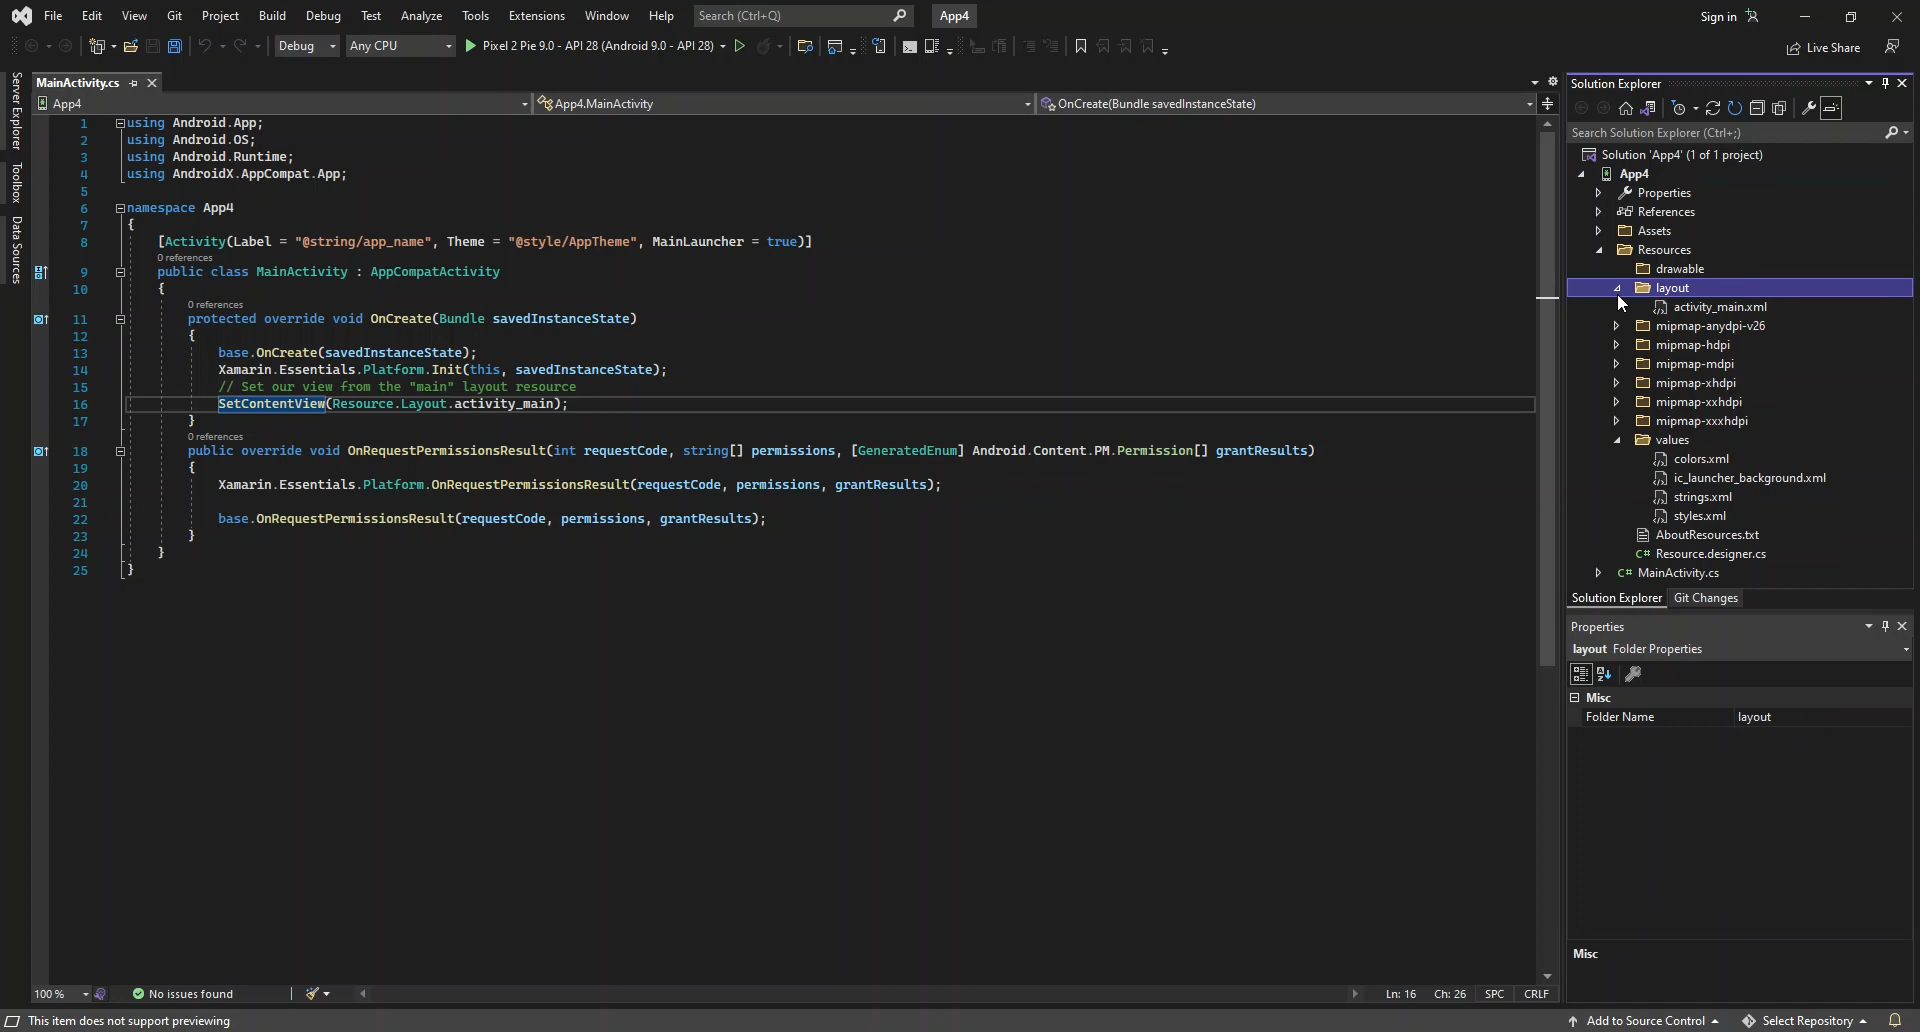 File Edit View Git Project Build Debug Test Analyze Tools Extensions Window Help Search (Ctrl+Q) App4 Sign in
Debug Any CPU Pixel 2 Pie 9.0 - API 28 (Android 9.0 - API 28) Live Share
Server Explorer
Toolbox
Data Sources
MainActivity.cs
App4 App4.MainActivity OnCreate(Bundle savedInstanceState)
1 using Android.App;
2 using Android.OS;
3 using Android.Runtime;
4 using AndroidX.AppCompat.App;
5
6 namespace App4
7 {
8 [Activity(Label = "@string/app_name", Theme = "@style/AppTheme", MainLauncher = true)]
0 references
9 public class MainActivity : AppCompatActivity
10 {
0 references
11 protected override void OnCreate(Bundle savedInstanceState)
12 {
13 base.OnCreate(savedInstanceState);
14 Xamarin.Essentials.Platform.Init(this, savedInstanceState);
15 // Set our view from the "main" layout resource
16 SetContentView(Resource.Layout.activity_main);
17 }
0 references
18 public override void OnRequestPermissionsResult(int requestCode, string[] permissions, [GeneratedEnum] Android.Content.PM.Permission[] grantResults)
19 {
20 Xamarin.Essentials.Platform.OnRequestPermissionsResult(requestCode, permissions, grantResults);
21
22 base.OnRequestPermissionsResult(requestCode, permissions, grantResults);
23 }
24 }
25 }
100 % No issues found Ln: 16 Ch: 26 SPC CRLF
Solution Explorer
Search Solution Explorer (Ctrl+;)
Solution 'App4' (1 of 1 project)
App4
Properties
References
Assets
Resources
drawable
layout
activity_main.xml
mipmap-anydpi-v26
mipmap-hdpi
mipmap-mdpi
mipmap-xhdpi
mipmap-xxhdpi
mipmap-xxxhdpi
values
colors.xml
ic_launcher_background.xml
strings.xml
styles.xml
AboutResources.txt
C# Resource.designer.cs
C# MainActivity.cs
Solution Explorer Git Changes
Properties
layout Folder Properties
Misc
Folder Name layout
Misc
This item does not support previewing Add to Source Control Select Repository